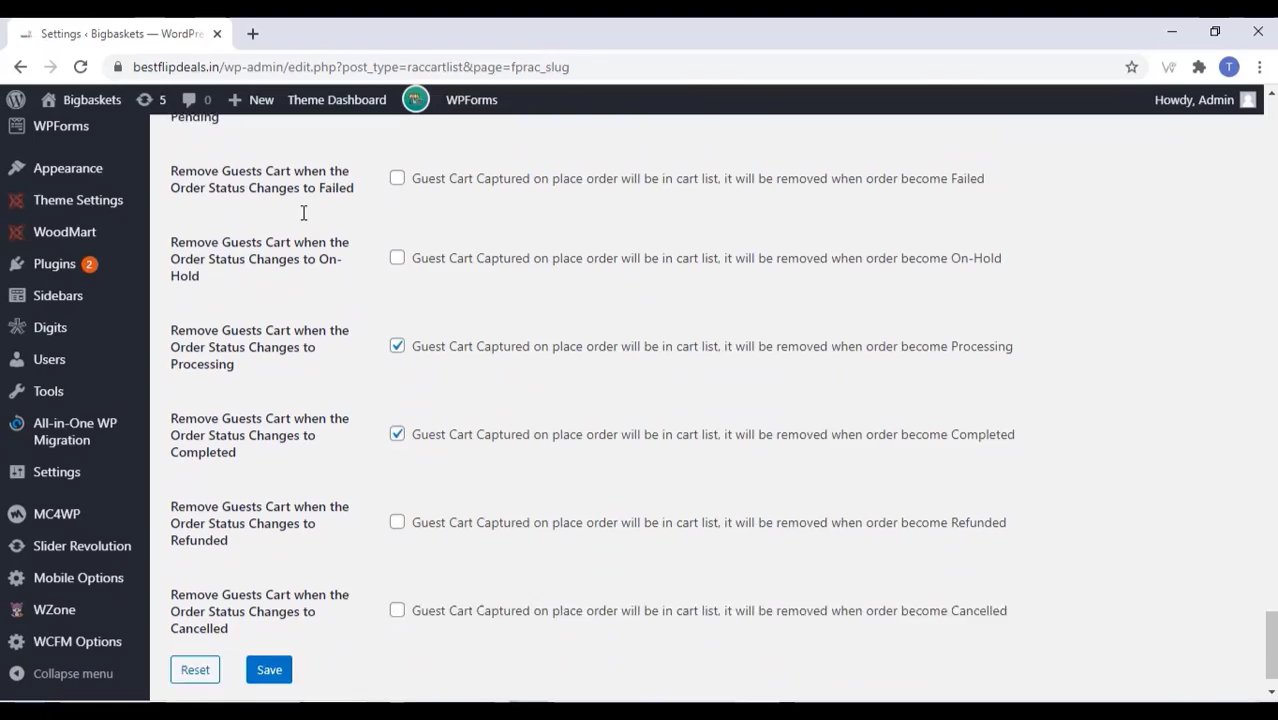 Settings ‹ Bigbaskets — WordPre
bestflipdeals.in/wp-admin/edit.php?post_type=raccartlist&page=fprac_slug
T
Bigbaskets 5 0 New Theme Dashboard WPForms Howdy, Admin
WPForms
Appearance
Theme Settings
WoodMart
Plugins 2
Sidebars
Digits
Users
Tools
All-in-One WP
Migration
Settings
MC4WP
Slider Revolution
Mobile Options
WZone
WCFM Options
Collapse menu
Pending
Remove Guests Cart when the
Order Status Changes to Failed
Guest Cart Captured on place order will be in cart list, it will be removed when order become Failed
Remove Guests Cart when the
Order Status Changes to On-
Hold
Guest Cart Captured on place order will be in cart list, it will be removed when order become On-Hold
Remove Guests Cart when the
Order Status Changes to
Processing
Guest Cart Captured on place order will be in cart list, it will be removed when order become Processing
Remove Guests Cart when the
Order Status Changes to
Completed
Guest Cart Captured on place order will be in cart list, it will be removed when order become Completed
Remove Guests Cart when the
Order Status Changes to
Refunded
Guest Cart Captured on place order will be in cart list, it will be removed when order become Refunded
Remove Guests Cart when the
Order Status Changes to
Cancelled
Guest Cart Captured on place order will be in cart list, it will be removed when order become Cancelled
Reset Save